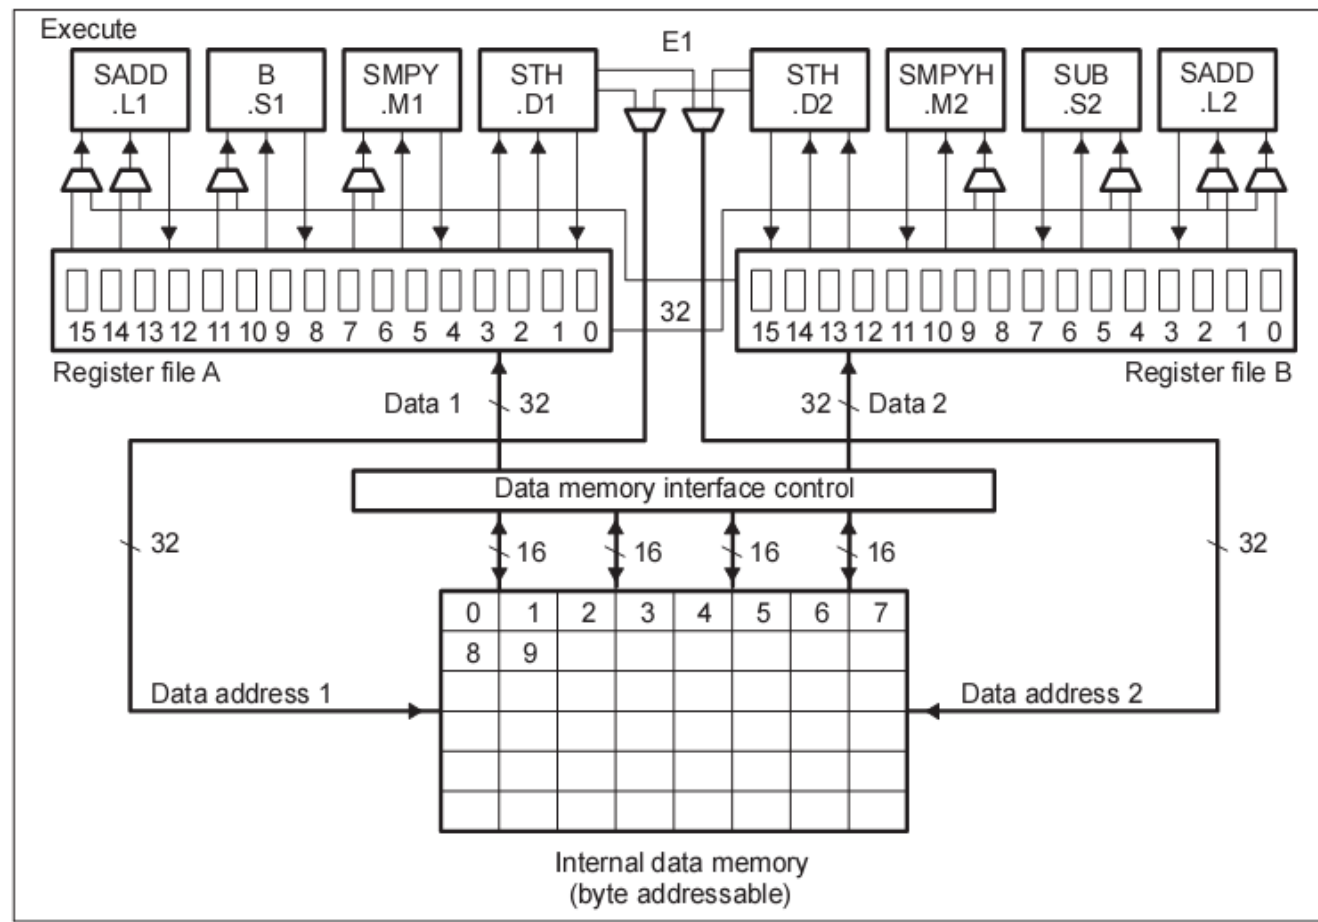 Execute
E1
SADD
.L1
B
.S1
SMPY
.M1
STH
.D1
STH
.D2
SMPYH
.M2
SUB
.S2
SADD
.L2
15 14 13 12 11 10 9 8 7 6 5 4 3 2 1 0
32
15 14 13 12 11 10 9 8 7 6 5 4 3 2 1 0
Register file A
Register file B
Data 1
32
32
Data 2
Data memory interface control
32
16
16
16
16
32
0 1 2 3 4 5 6 7
8 9
Data address 1
Data address 2
Internal data memory
(byte addressable)